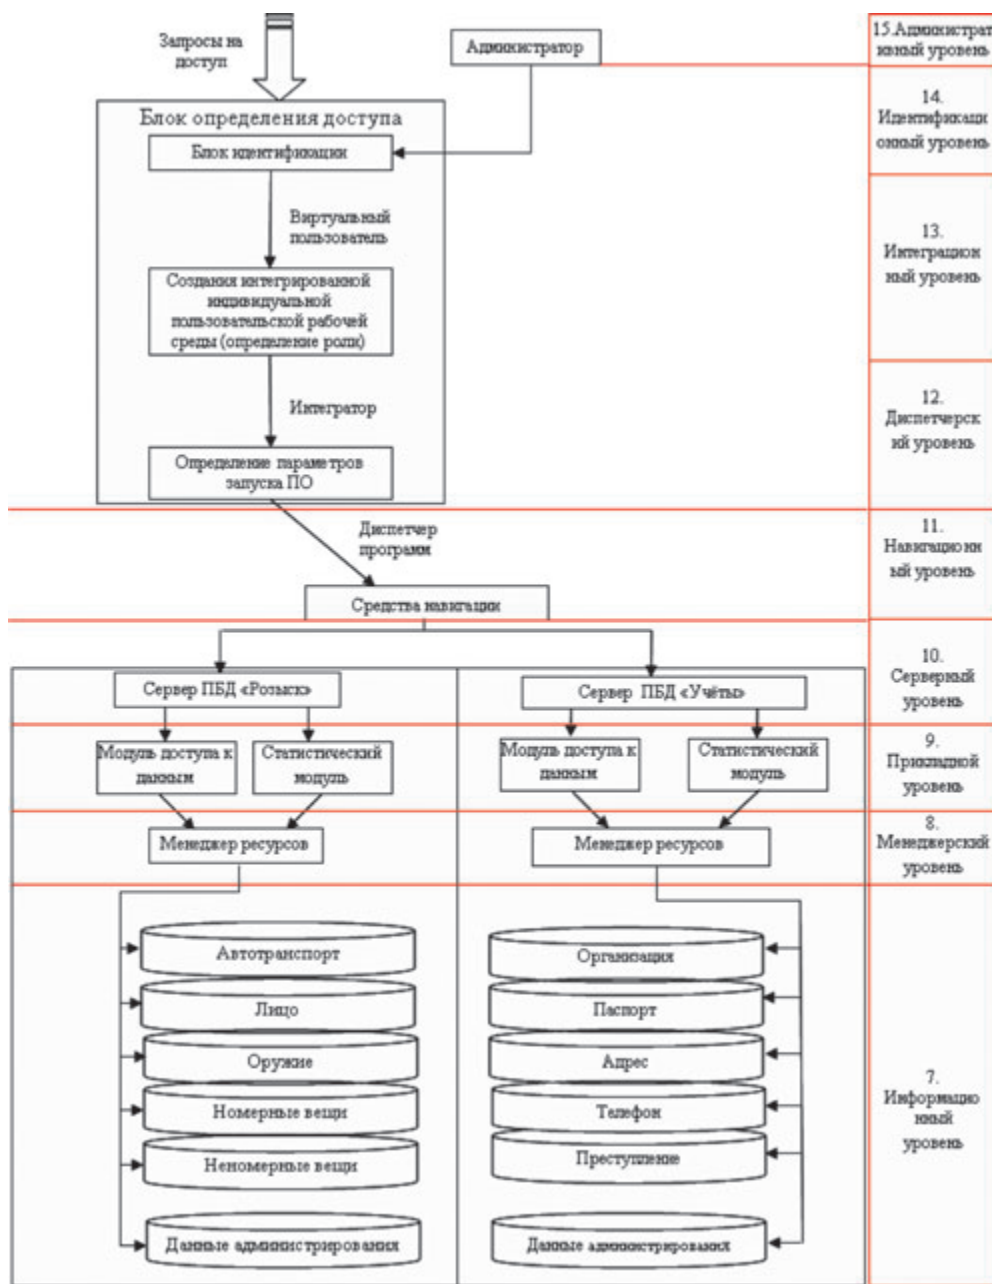 Запросы на
доступ
Администратор
15.Администрат
ивный уровень
Блок определения доступа
Блок идентификации
14.
Идентификаци
онный уровень
Виртуальный
пользователь
13.
Интеграцион
ный уровень
Создания интегрированной
индивидуальной
пользовательской рабочей
среды (определение роли)
Интегратор
12.
Диспетчерск
ий уровень
Определение параметров
запуска ПО
Диспетчер
программ
11.
Навигационн
ый уровень
Средства навигации
10.
Серверный
уровень
Сервер ПБД «Розыск»
Сервер ПБД «Учёты»
Модуль доступа к
данным
Статистический
модуль
Модуль доступа к
данным
Статистический
модуль
9.
Прикладной
уровень
Менеджер ресурсов
Менеджер ресурсов
8.
Менеджерский
уровень
Автотранспорт
Лицо
Оружие
Номерные вещи
Неномерные вещи
Данные администрирования
Организация
Паспорт
Адрес
Телефон
Преступление
Данные администрирования
7.
Информацио
нный
уровень